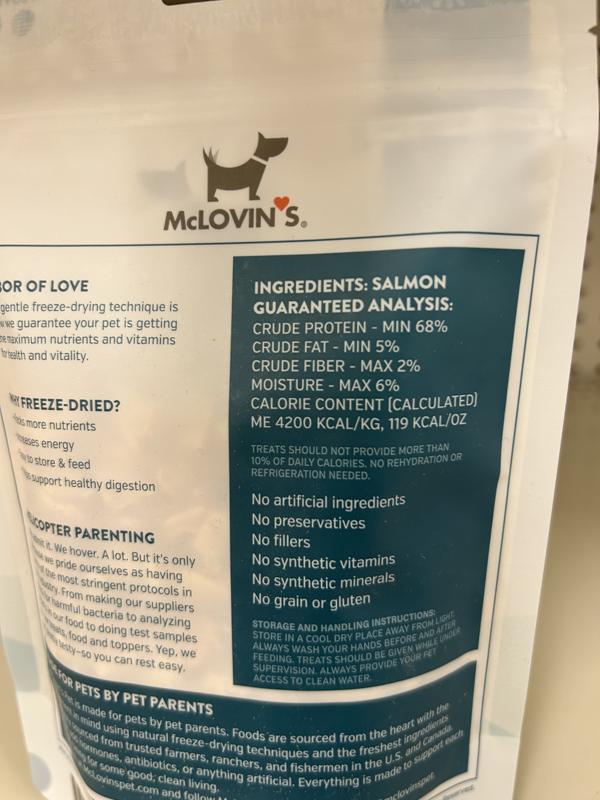 McLOVIN'S®
OR OF LOVE
gentle freeze-drying technique is
we guarantee your pet is getting
maximum nutrients and vitamins
for health and vitality.
WHY FREEZE-DRIED?
more nutrients
energy
to store & feed
support healthy digestion
PARENTING
it. We hover. A lot. But it's only
we pride ourselves as having
the most stringent protocols in
From making our suppliers
harmful bacteria to analyzing
our food to doing test samples
food and toppers. Yep, we
testy–so you can rest easy.
INGREDIENTS: SALMON
GUARANTEED ANALYSIS:
CRUDE PROTEIN - MIN 68%
CRUDE FAT - MIN 5%
CRUDE FIBER - MAX 2%
MOISTURE - MAX 6%
CALORIE CONTENT (CALCULATED)
ME 4200 KCAL/KG, 119 KCAL/OZ
TREATS SHOULD NOT PROVIDE MORE THAN
10% OF DAILY CALORIES. NO REHYDRATION OR
REFRIGERATION NEEDED.
No artificial ingredients
No preservatives
No fillers
No synthetic vitamins
No synthetic minerals
No grain or gluten
STORAGE AND HANDLING INSTRUCTIONS:
STORE IN A COOL DRY PLACE AWAY FROM LIGHT.
ALWAYS WASH YOUR HANDS BEFORE AND AFTER
FEEDING. TREATS SHOULD BE GIVEN WHILE UNDER
SUPERVISION. ALWAYS PROVIDE YOUR PET
ACCESS TO CLEAN WATER.
FOR PETS BY PET PARENTS
is made for pets by pet parents. Foods are sourced from the heart with the
in mind using natural freeze-drying techniques and the freshest ingredients
sourced from trusted farmers, ranchers, and fishermen in the U.S. and Canada.
hormones, antibiotics, or anything artificial. Everything is made to support each
for some good, clean living.
McLovinspet.com and follow
mclovinspet.